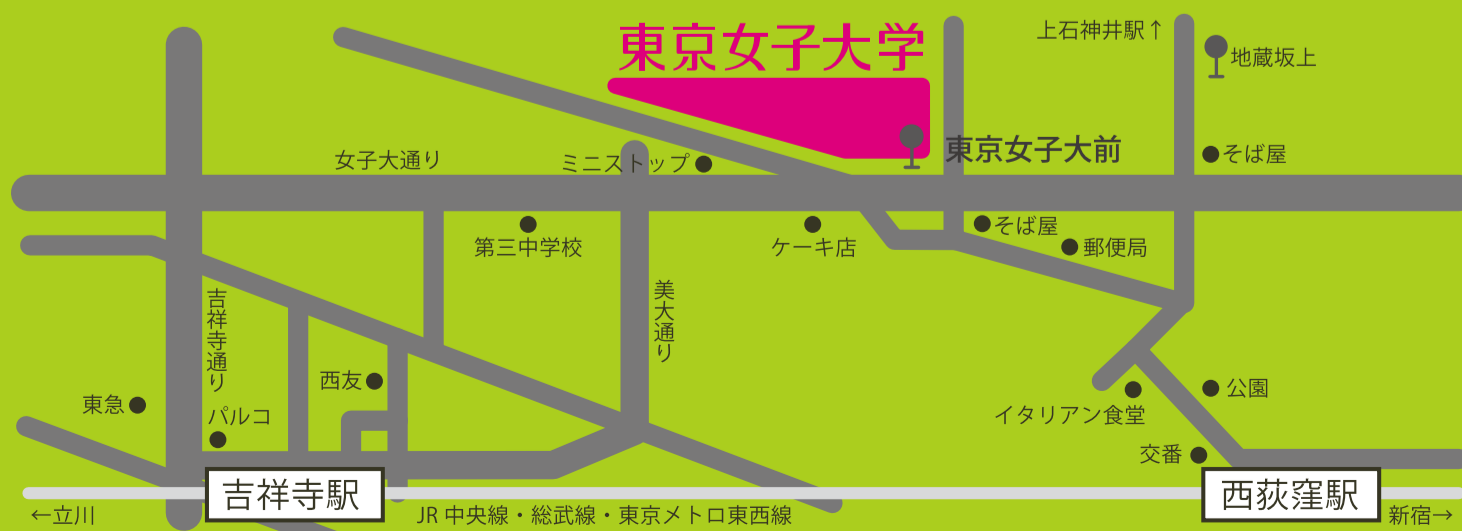 東京女子大学
上石神井駅↑
地蔵坂上
女子大通り
ミニストップ
東京女子大前
そば屋
第三中学校
ケーキ店
そば屋
郵便局
吉祥寺通り
美大通り
西友
東急
パルコ
公園
イタリアン食堂
交番
吉祥寺駅
西荻窪駅
←立川
JR 中央線・総武線・東京メトロ東西線
新宿→